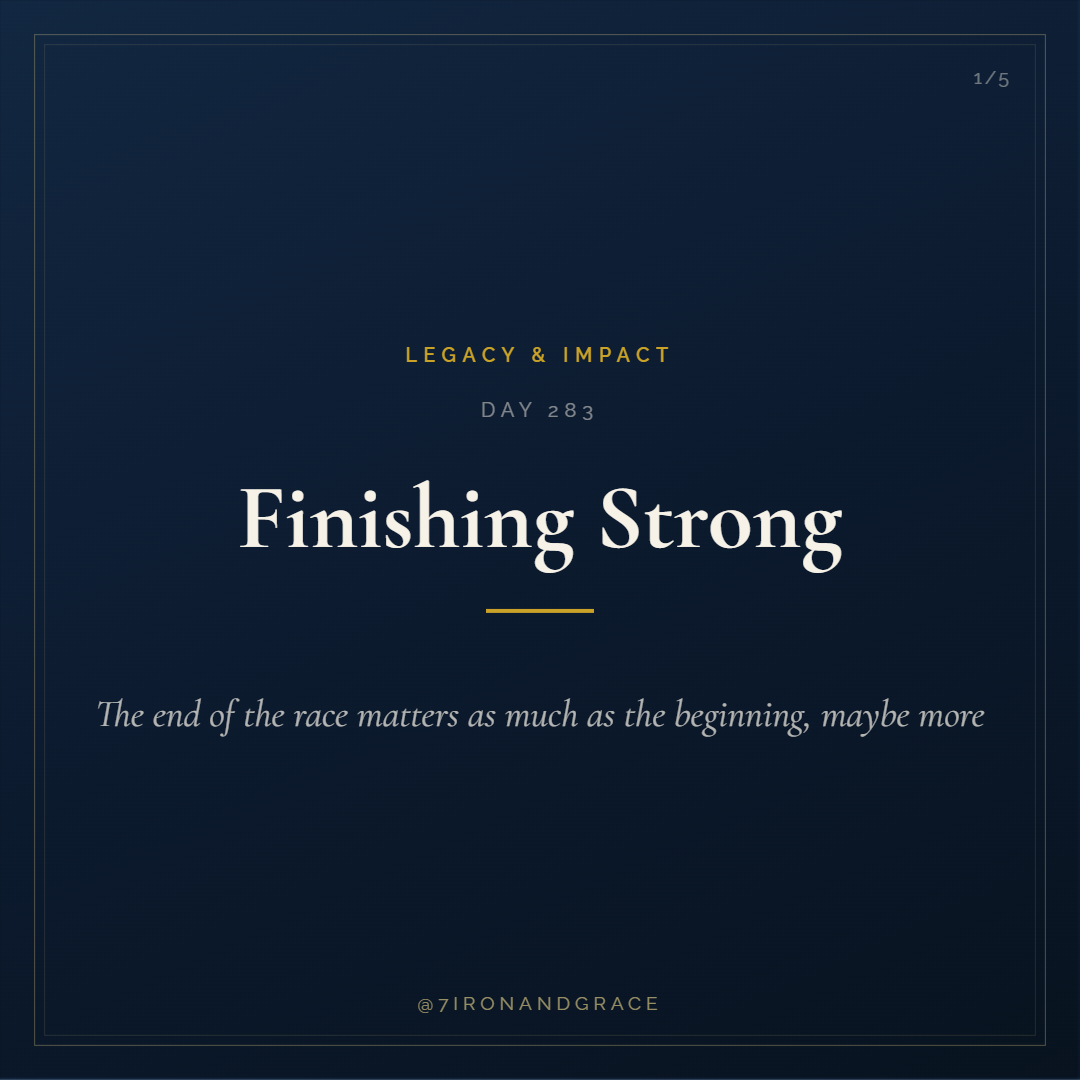 1/5
LEGACY & IMPACT
DAY 283
Finishing Strong
The end of the race matters as much as the beginning, maybe more
@7IRONANDGRACE